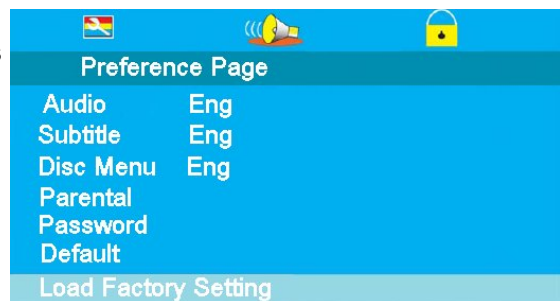 Preference Page
Audio Eng
Subtitle Eng
Disc Menu Eng
Parental
Password
Default
Load Factory Setting